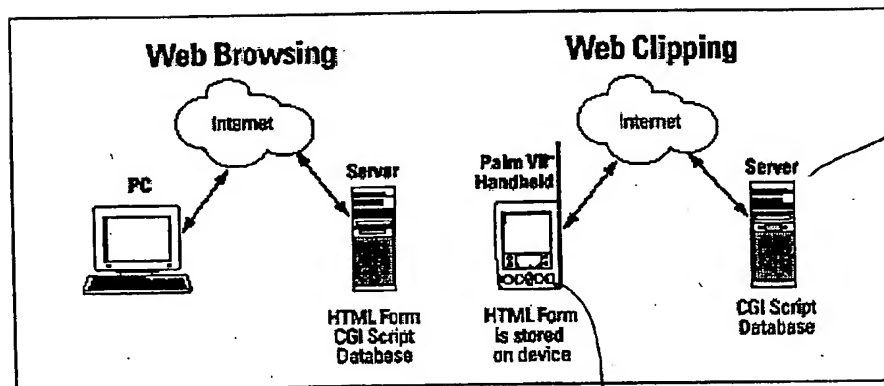 Web Browsing
Internet
PC
Server
HTML Form
CGI Script
Database
Web Clipping
Internet
Palm VII™
Handheld
Server
HTML Form
is stored
on device
CGI Script
Database